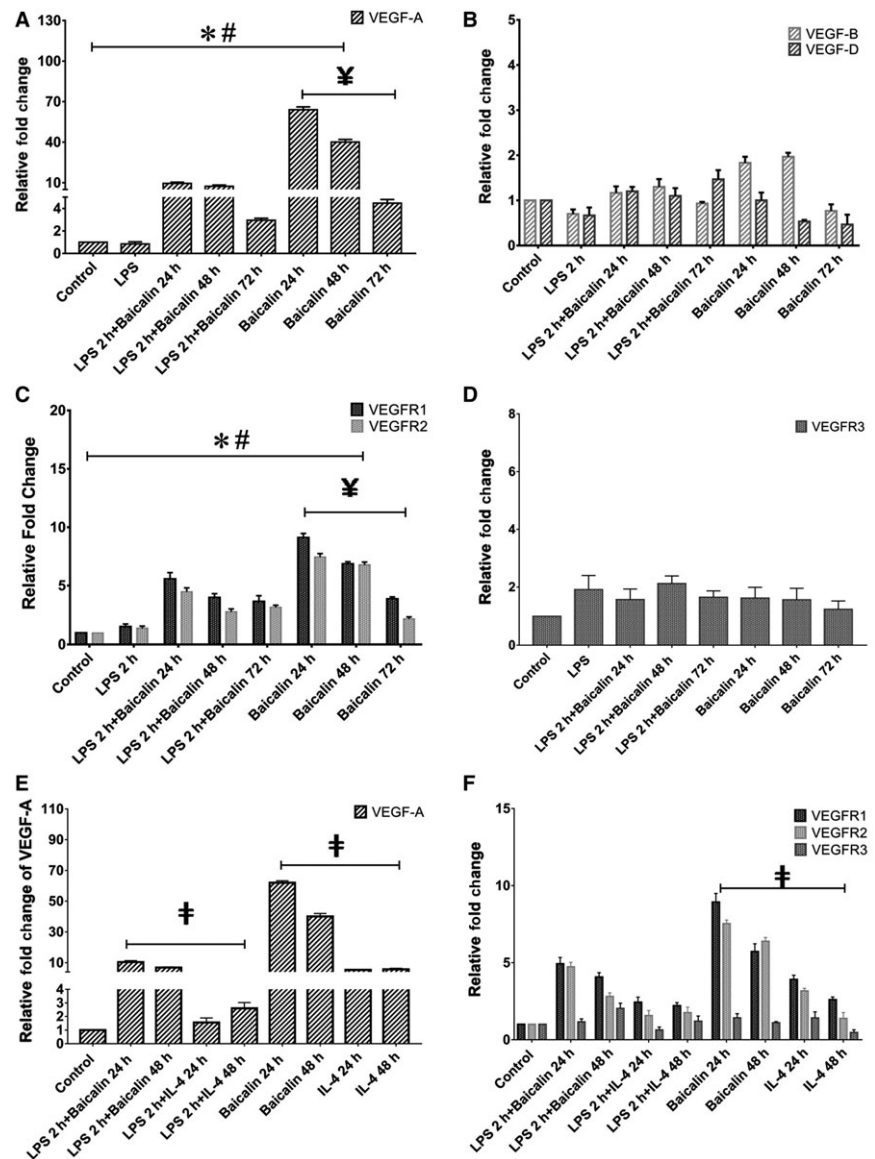 A
VEGF-A
Relative fold change
130
100
70
40
10
4
2
0
* #
¥
Control
LPS
LPS 2 h+Baicalin 24 h
LPS 2 h+Baicalin 48 h
LPS 2 h+Baicalin 72 h
Baicalin 24 h
Baicalin 48 h
Baicalin 72 h
B
VEGF-B
VEGF-D
Relative fold change
5
4
3
2
1
0
Control
LPS 2 h
LPS 2 h+Baicalin 24 h
LPS 2 h+Baicalin 48 h
LPS 2 h+Baicalin 72 h
Baicalin 24 h
Baicalin 48 h
Baicalin 72 h
C
VEGFR1
VEGFR2
Relative Fold Change
20
15
10
5
0
* #
¥
Control
LPS 2 h
LPS 2 h+Baicalin 24 h
LPS 2 h+Baicalin 48 h
LPS 2 h+Baicalin 72 h
Baicalin 24 h
Baicalin 48 h
Baicalin 72 h
D
VEGFR3
Relative fold change
8
6
4
2
0
Control
LPS
LPS 2 h+Baicalin 24 h
LPS 2 h+Baicalin 48 h
LPS 2 h+Baicalin 72 h
Baicalin 24 h
Baicalin 48 h
Baicalin 72 h
E
VEGF-A
Relative fold change of VEGF-A
110
90
70
50
30
10
4
3
2
1
0
ǂ
ǂ
Control
LPS 2 h+Baicalin 24 h
LPS 2 h+Baicalin 48 h
LPS 2 h+IL-4 24 h
LPS 2 h+IL-4 48 h
Baicalin 24 h
Baicalin 48 h
IL-4 24 h
IL-4 48 h
F
VEGFR1
VEGFR2
VEGFR3
Relative fold change
15
10
5
0
ǂ
Control
LPS 2 h+Baicalin 24 h
LPS 2 h+Baicalin 48 h
LPS 2 h+IL-4 24 h
LPS 2 h+IL-4 48 h
Baicalin 24 h
Baicalin 48 h
IL-4 24 h
IL-4 48 h